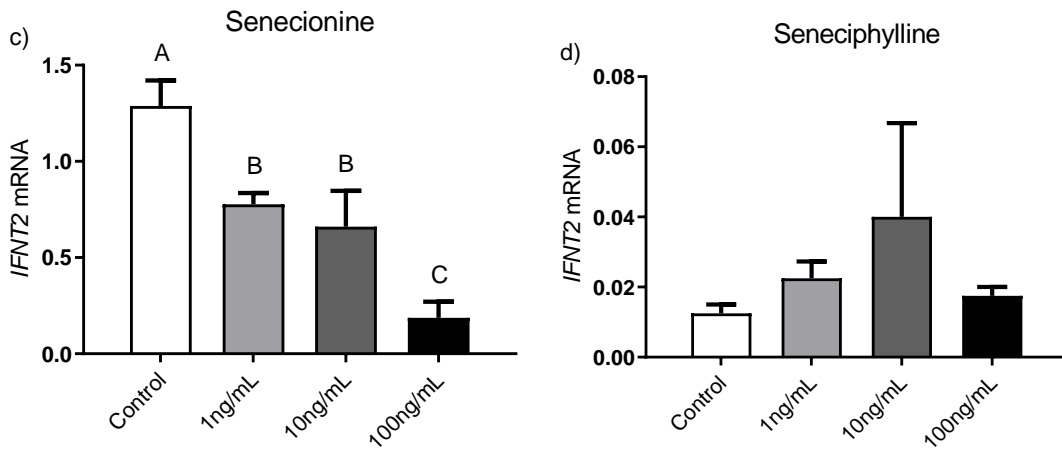 c)
Senecionine
IFNT2 mRNA
1.5
1.0
0.5
0.0
A
B
B
C
Control
1ng/mL
10ng/mL
100ng/mL
d)
Seneciphylline
IFNT2 mRNA
0.08
0.06
0.04
0.02
0.00
Control
1ng/mL
10ng/mL
100ng/mL